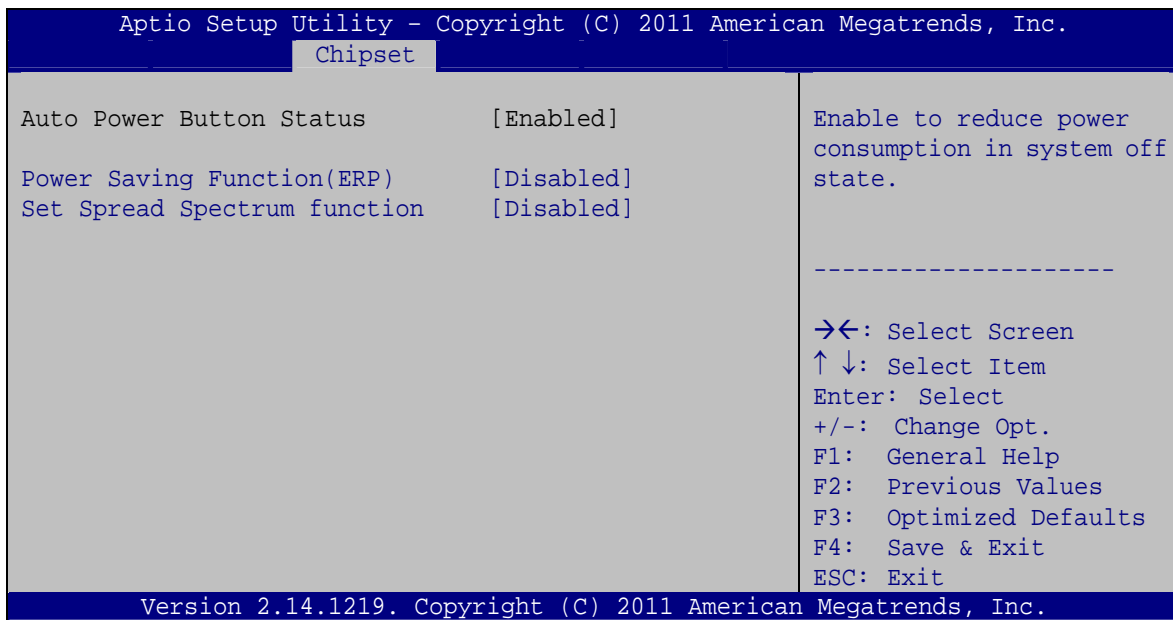 Aptio Setup Utility – Copyright (C) 2011 American Megatrends, Inc.
Chipset
Auto Power Button Status [Enabled]
Power Saving Function(ERP) [Disabled]
Set Spread Spectrum function [Disabled]
Enable to reduce power
consumption in system off
state.
---------------------
→←: Select Screen
↑ ↓: Select Item
Enter: Select
+/-: Change Opt.
F1: General Help
F2: Previous Values
F3: Optimized Defaults
F4: Save & Exit
ESC: Exit
Version 2.14.1219. Copyright (C) 2011 American Megatrends, Inc.